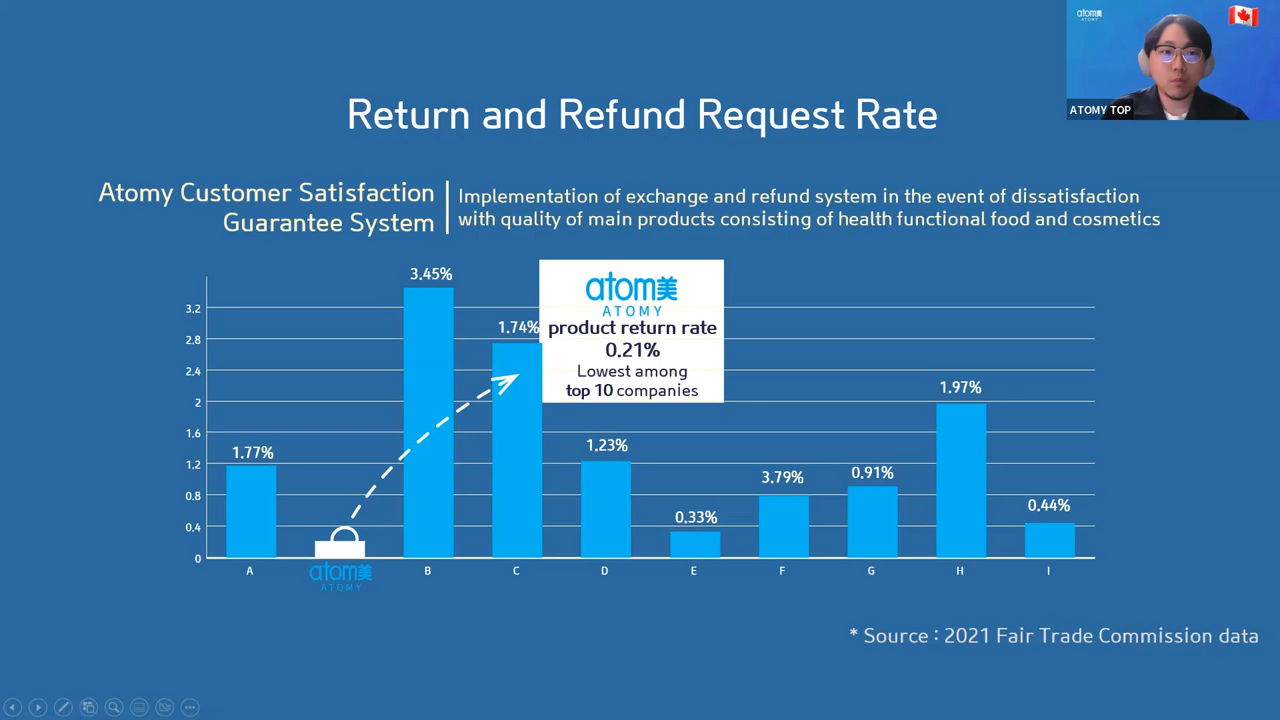 atom美
ATOMY
ATOMY TOP
Return and Refund Request Rate
Atomy Customer Satisfaction
Guarantee System
Implementation of exchange and refund system in the event of dissatisfaction
with quality of main products consisting of health functional food and cosmetics
atom美
ATOMY
product return rate
0.21%
Lowest among
top 10 companies
3.45%
1.74%
1.77%
1.23%
0.33%
3.79%
0.91%
1.97%
0.44%
3.2
2.8
2.4
2
1.6
1.2
0.8
0.4
0
A
atom美
ATOMY
B
C
D
E
F
G
H
I
* Source : 2021 Fair Trade Commission data